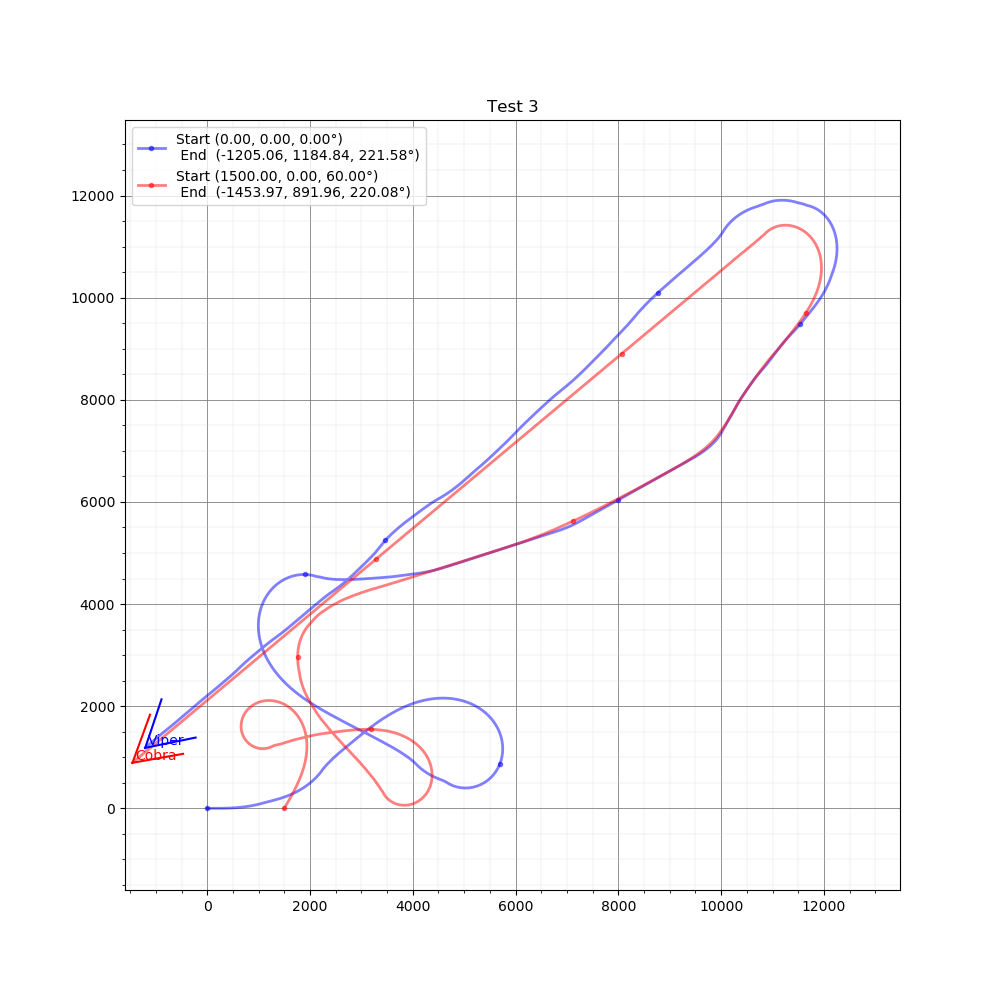 Test 3
Start (0.00, 0.00, 0.00°)
End  (-1205.06, 1184.84, 221.58°)
Start (1500.00, 0.00, 60.00°)
End  (-1453.97, 891.96, 220.08°)
12000
10000
8000
6000
4000
2000
0
Viper
Cobra
0 2000 4000 6000 8000 10000 12000